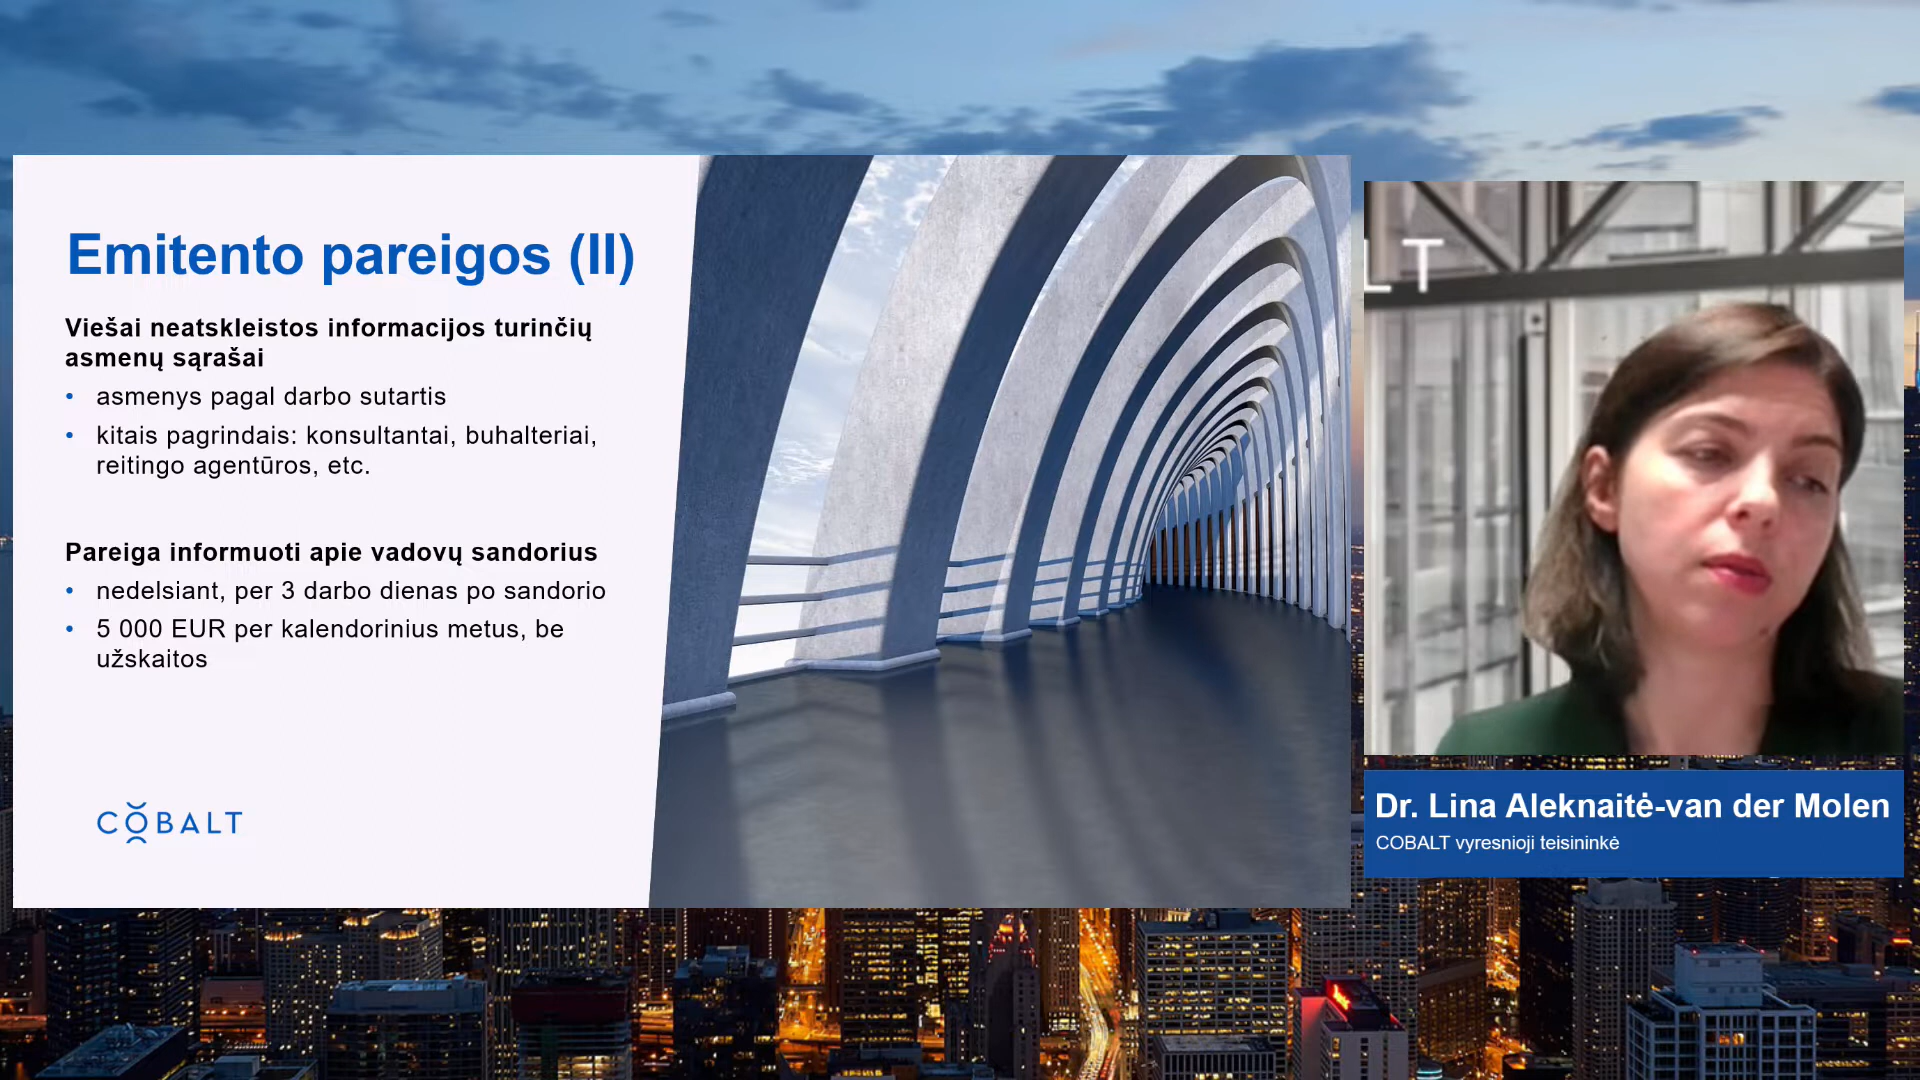 Emitento pareigos (II)
Viešai neatskleistos informacijos turinčių
asmenų sąrašai
• asmenys pagal darbo sutartis
• kitais pagrindais: konsultantai, buhalteriai,
reitingo agentūros, etc.
Pareiga informuoti apie vadovų sandorius
• nedelsiant, per 3 darbo dienas po sandorio
• 5 000 EUR per kalendorinius metus, be
užskaitos
COBALT
LT
Dr. Lina Aleknaitė-van der Molen
COBALT vyresnioji teisininkė